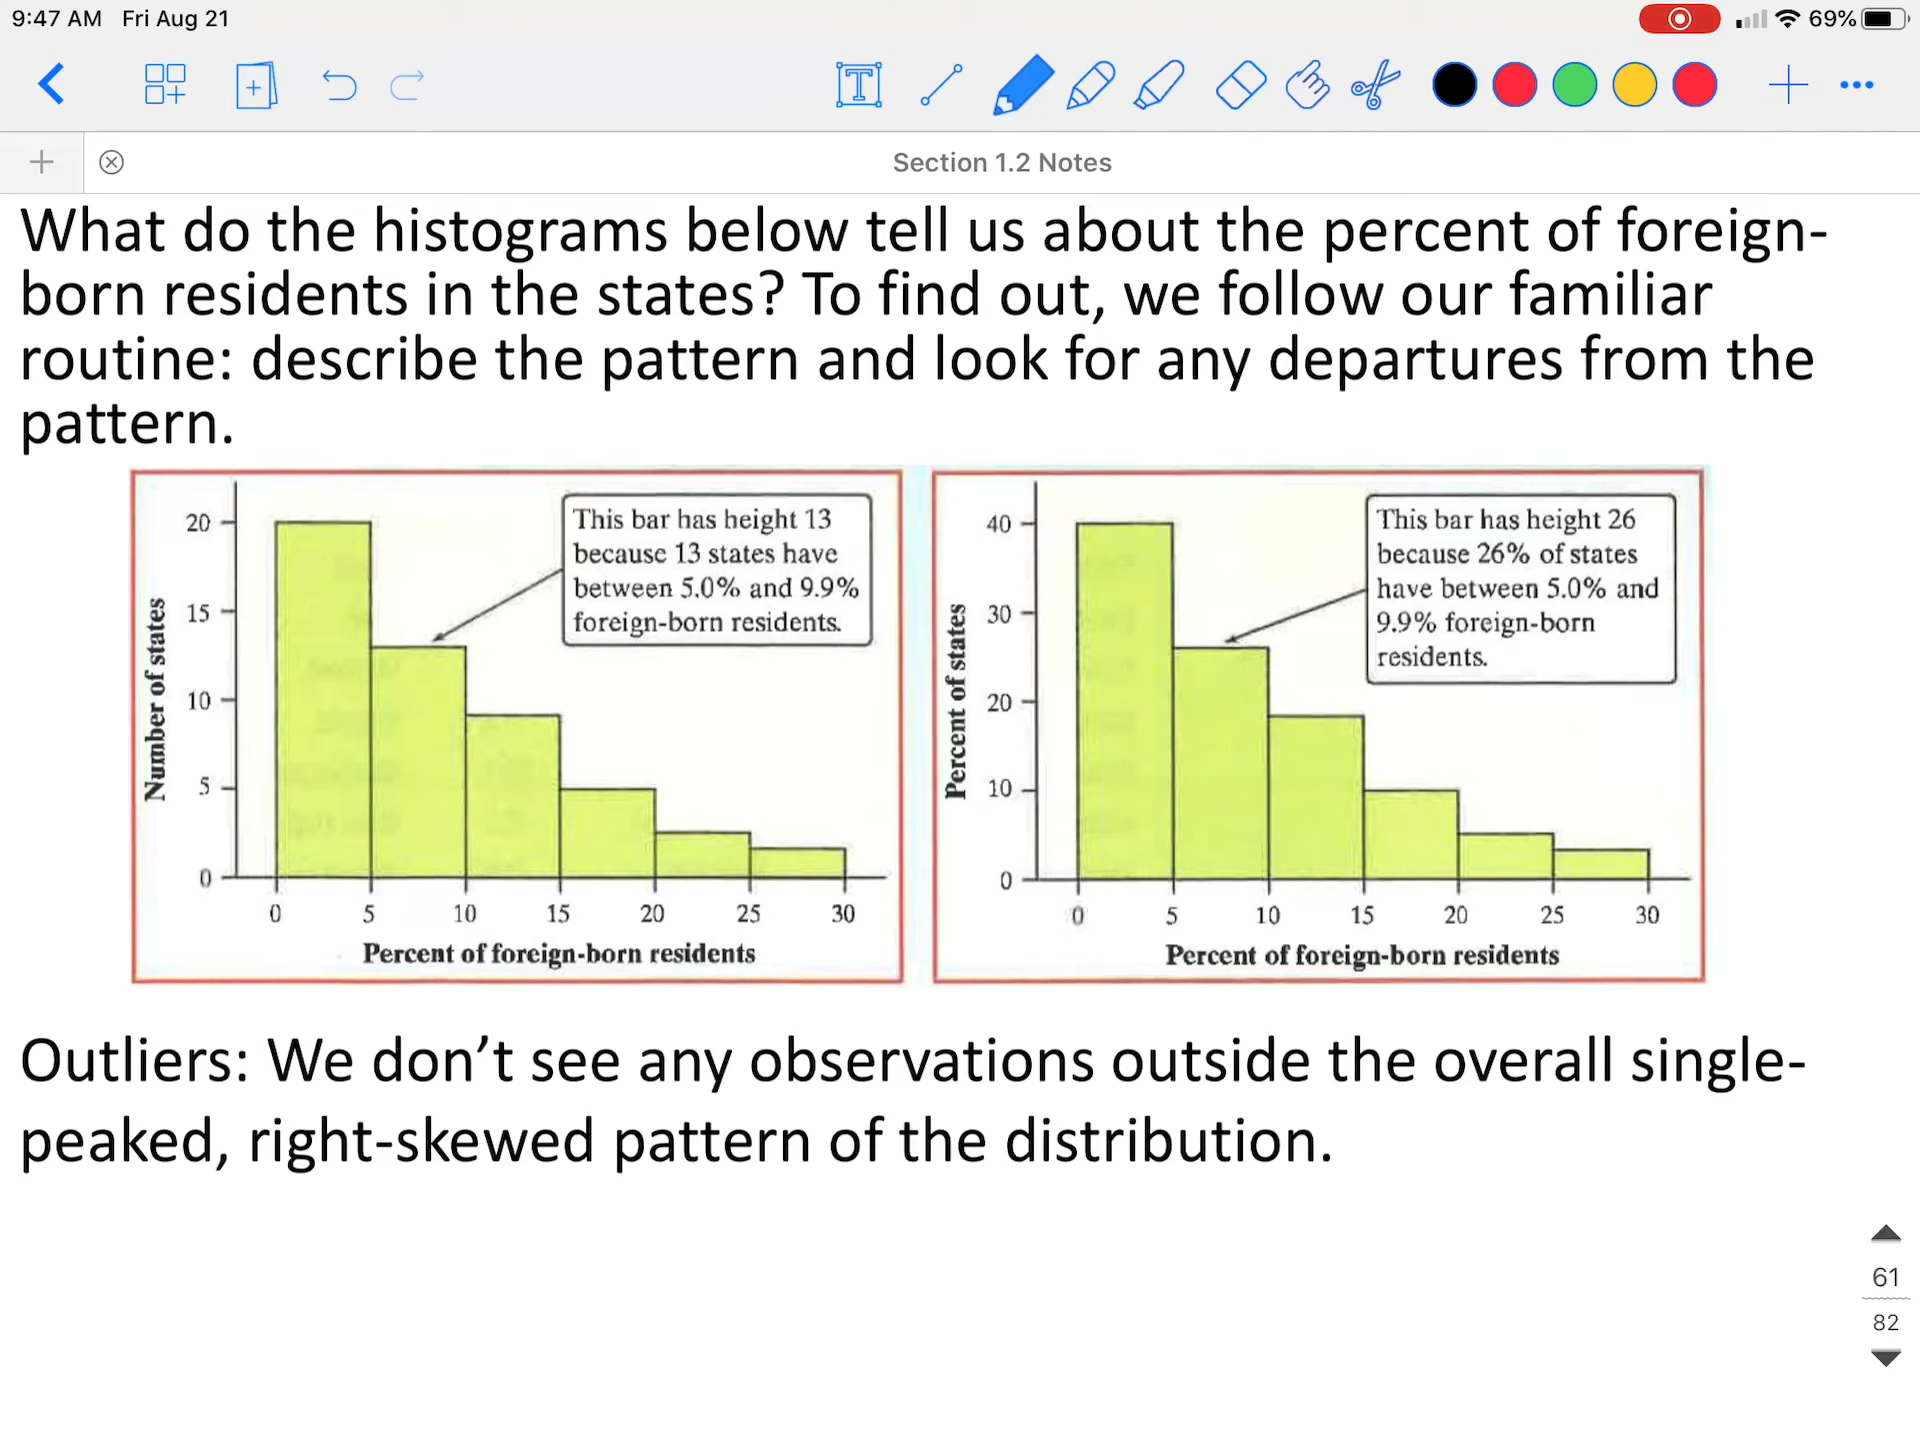 9:47 AM Fri Aug 21
69%
Section 1.2 Notes
What do the histograms below tell us about the percent of foreign-
born residents in the states? To find out, we follow our familiar
routine: describe the pattern and look for any departures from the
pattern.
Number of states
20
15
10
5
0
This bar has height 13
because 13 states have
between 5.0% and 9.9%
foreign-born residents.
0 5 10 15 20 25 30
Percent of foreign-born residents
Percent of states
40
30
20
10
0
This bar has height 26
because 26% of states
have between 5.0% and
9.9% foreign-born
residents.
0 5 10 15 20 25 30
Percent of foreign-born residents
Outliers: We don’t see any observations outside the overall single-
peaked, right-skewed pattern of the distribution.
61
82